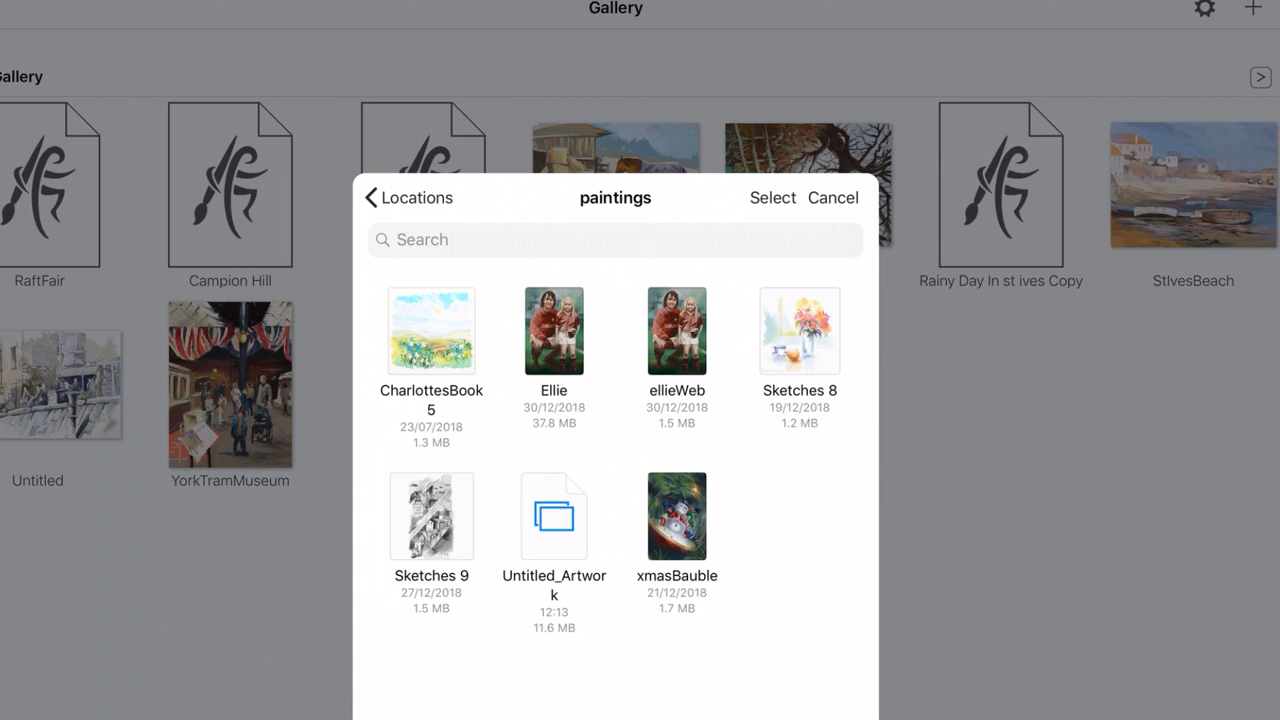 Gallery
Gallery
>
RaftFair
Campion Hill
Rainy Day In st ives Copy
StIvesBeach
Untitled
YorkTramMuseum
Locations
paintings
Select
Cancel
Search
CharlottesBook
5
23/07/2018
1.3 MB
Ellie
30/12/2018
37.8 MB
ellieWeb
30/12/2018
1.5 MB
Sketches 8
19/12/2018
1.2 MB
Sketches 9
27/12/2018
1.5 MB
Untitled_Artwor
k
12:13
11.6 MB
xmasBauble
21/12/2018
1.7 MB